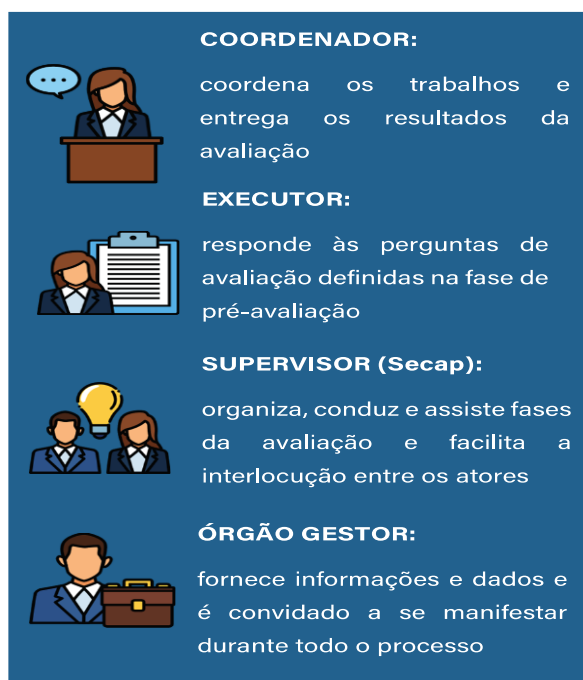 COORDENADOR:
coordena os trabalhos e
entrega os resultados da
avaliação
EXECUTOR:
responde às perguntas de
avaliação definidas na fase de
pré-avaliação
SUPERVISOR (Secap):
organiza, conduz e assiste fases
da avaliação e facilita a
interlocução entre os atores
ÓRGÃO GESTOR:
fornece informações e dados e
é convidado a se manifestar
durante todo o processo